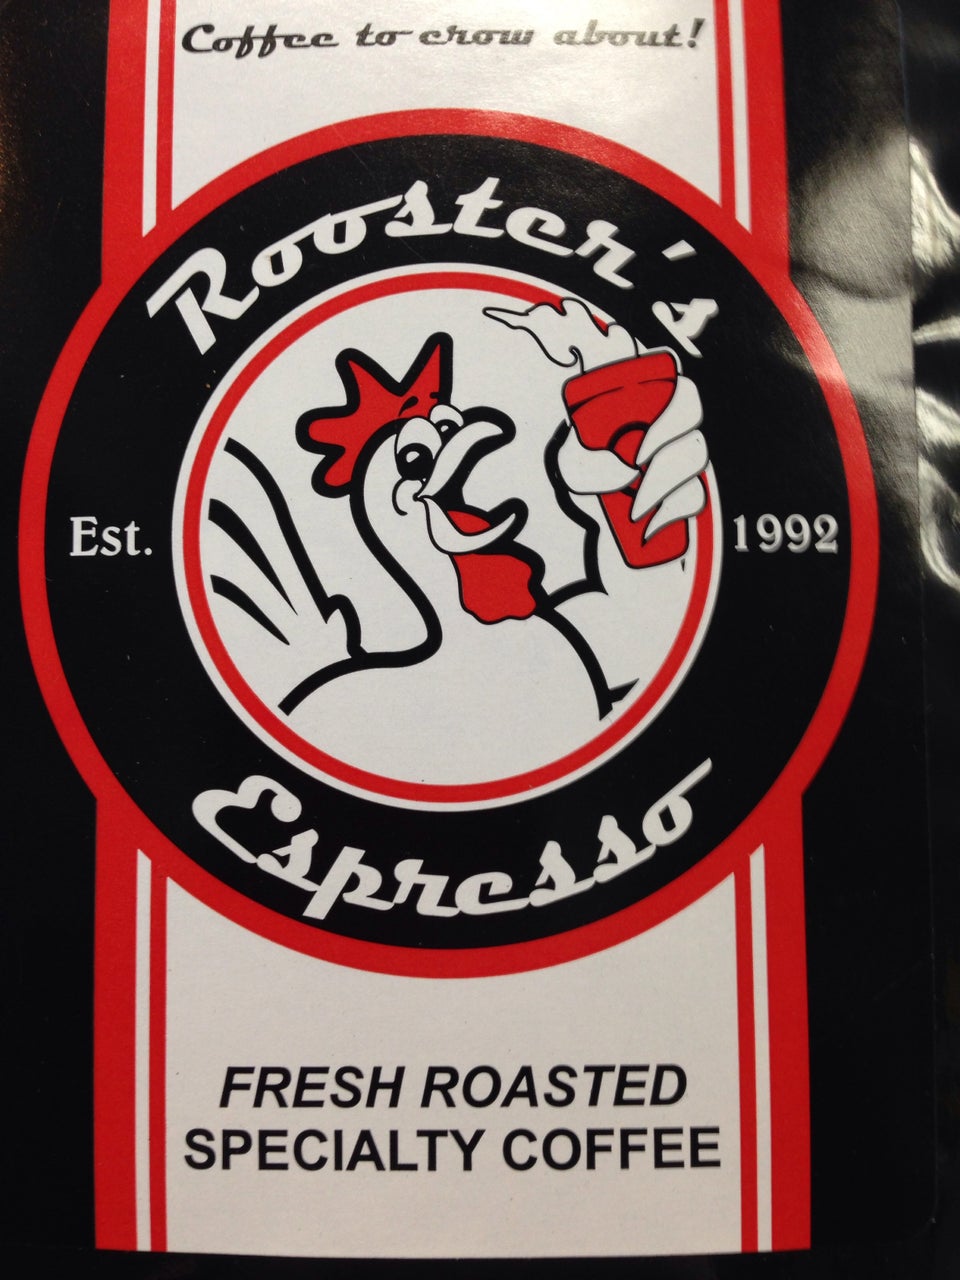 Coffee to crow about!
Rooster's
Est. 1992
Espresso
FRESH ROASTED
SPECIALTY COFFEE